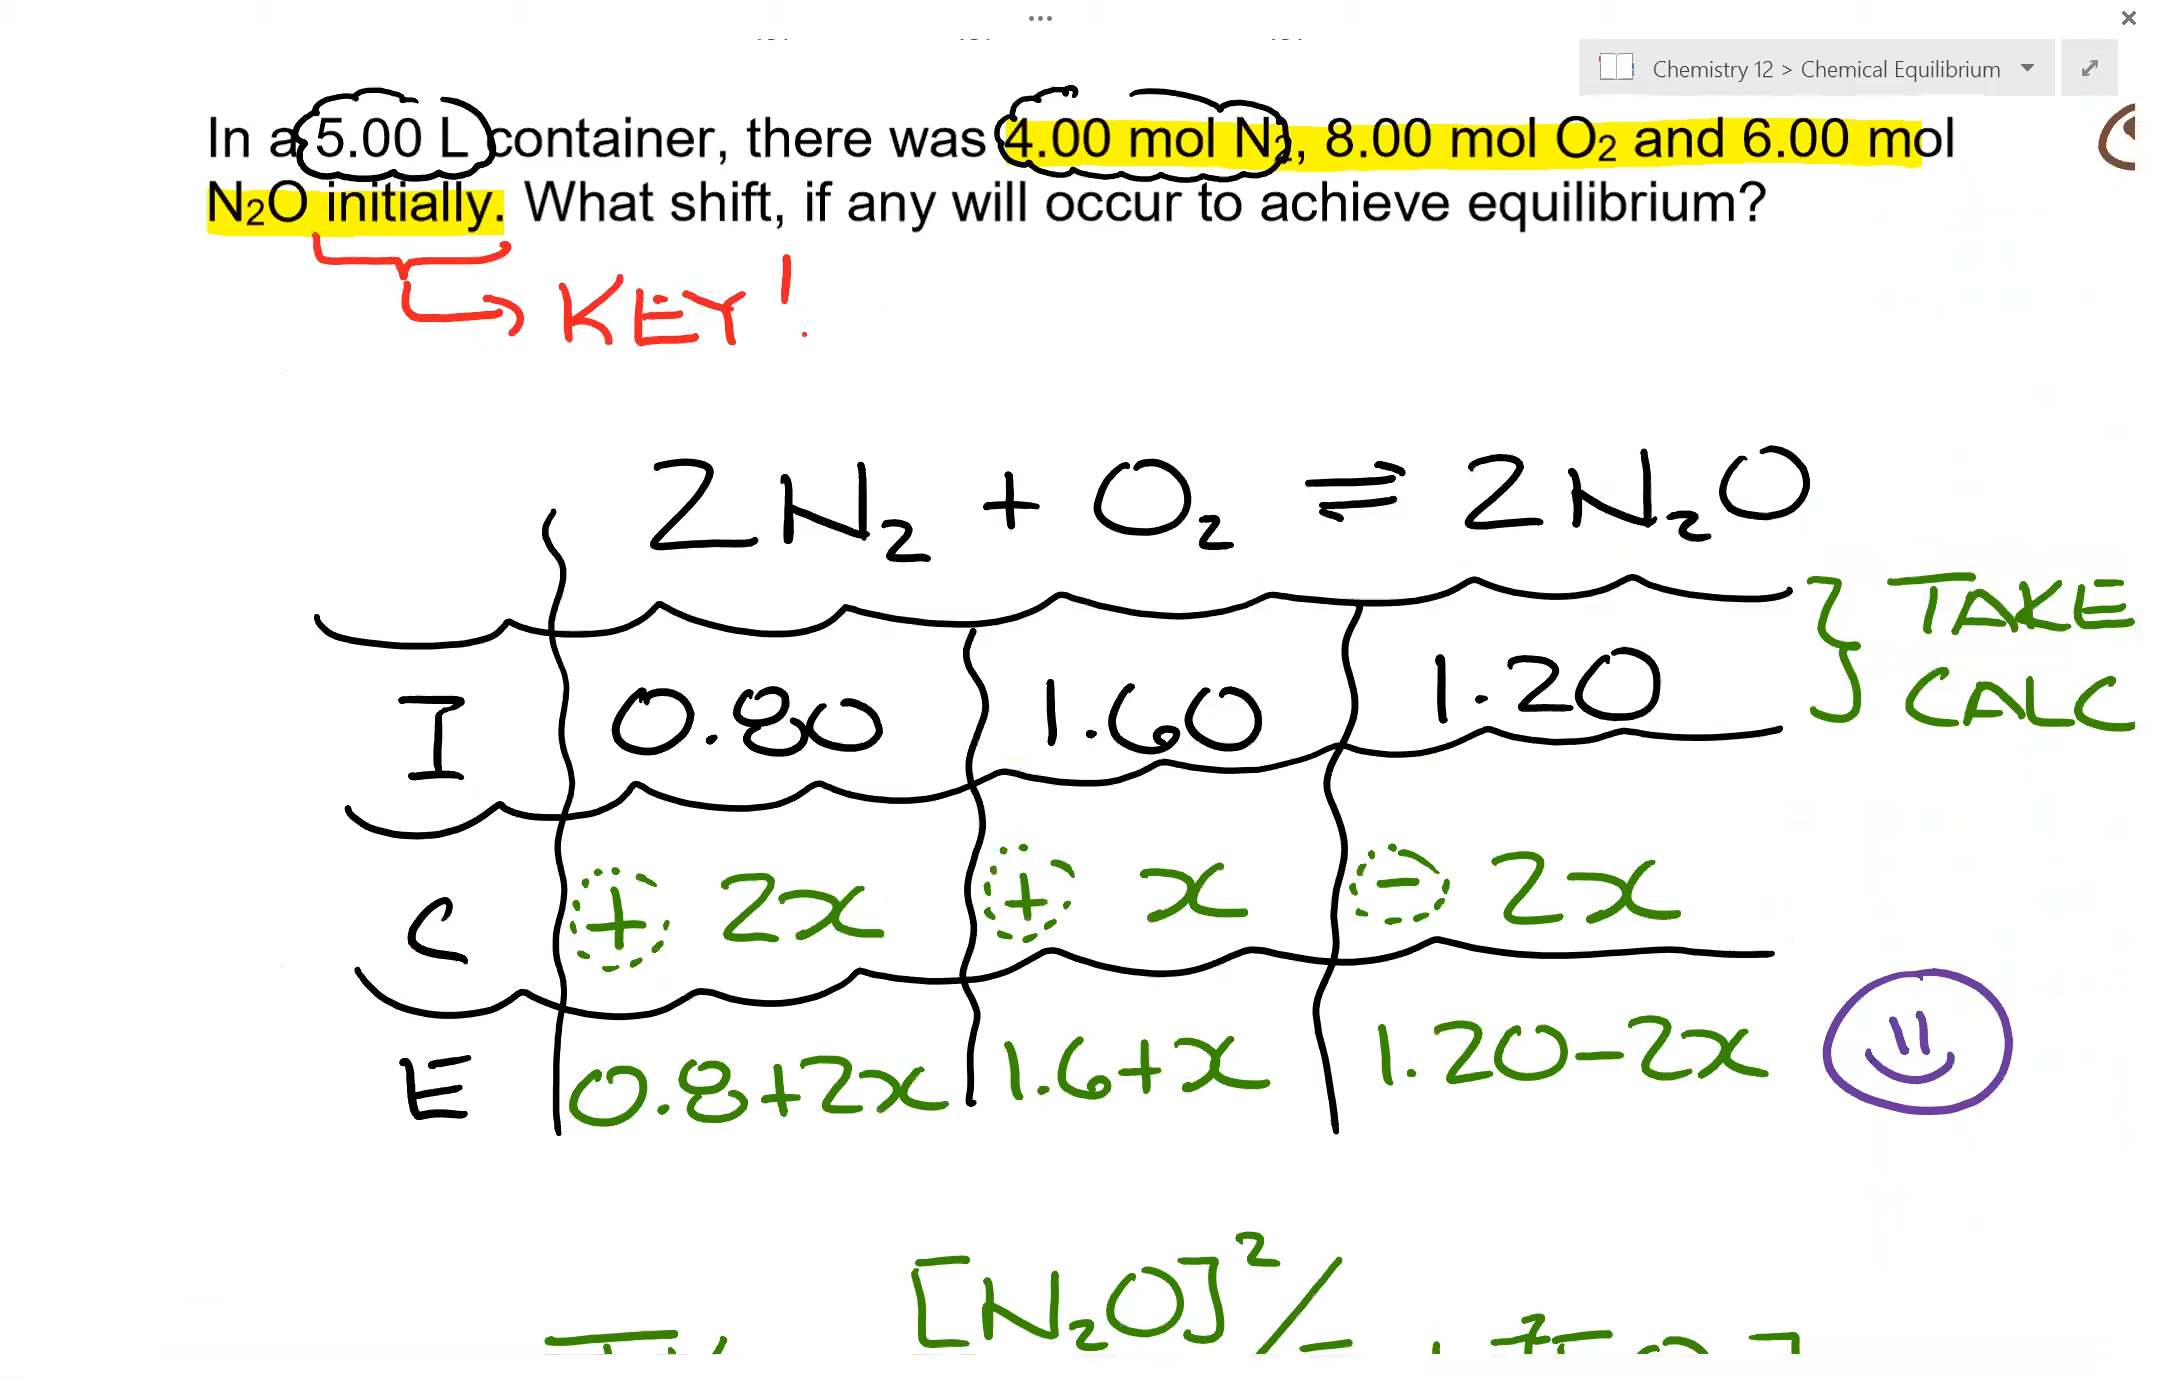 Chemistry 12 > Chemical Equilibrium
In a 5.00 L container, there was 4.00 mol N2, 8.00 mol O2 and 6.00 mol
N2O initially. What shift, if any will occur to achieve equilibrium?
KEY!
2N₂ + O₂ ⇌ 2N₂O
I 0.80 1.60 1.20 } TAKE
CALC
C + 2x + x - 2x
E 0.8+2x 1.6+x 1.20-2x
[N₂O]²/